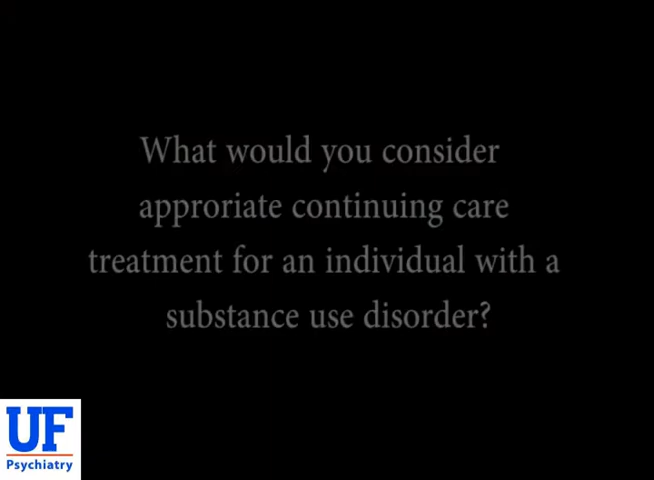 What would you consider
approriate continuing care
treatment for an individual with a
substance use disorder?
UF
Psychiatry